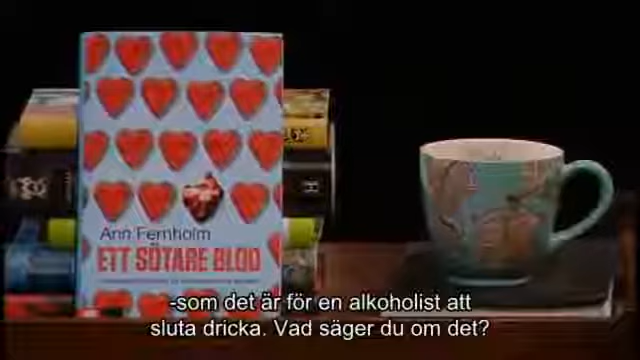 Ann Fernholm
ETT SÖTARE BLOD
-som det är för en alkoholist att
sluta dricka. Vad säger du om det?